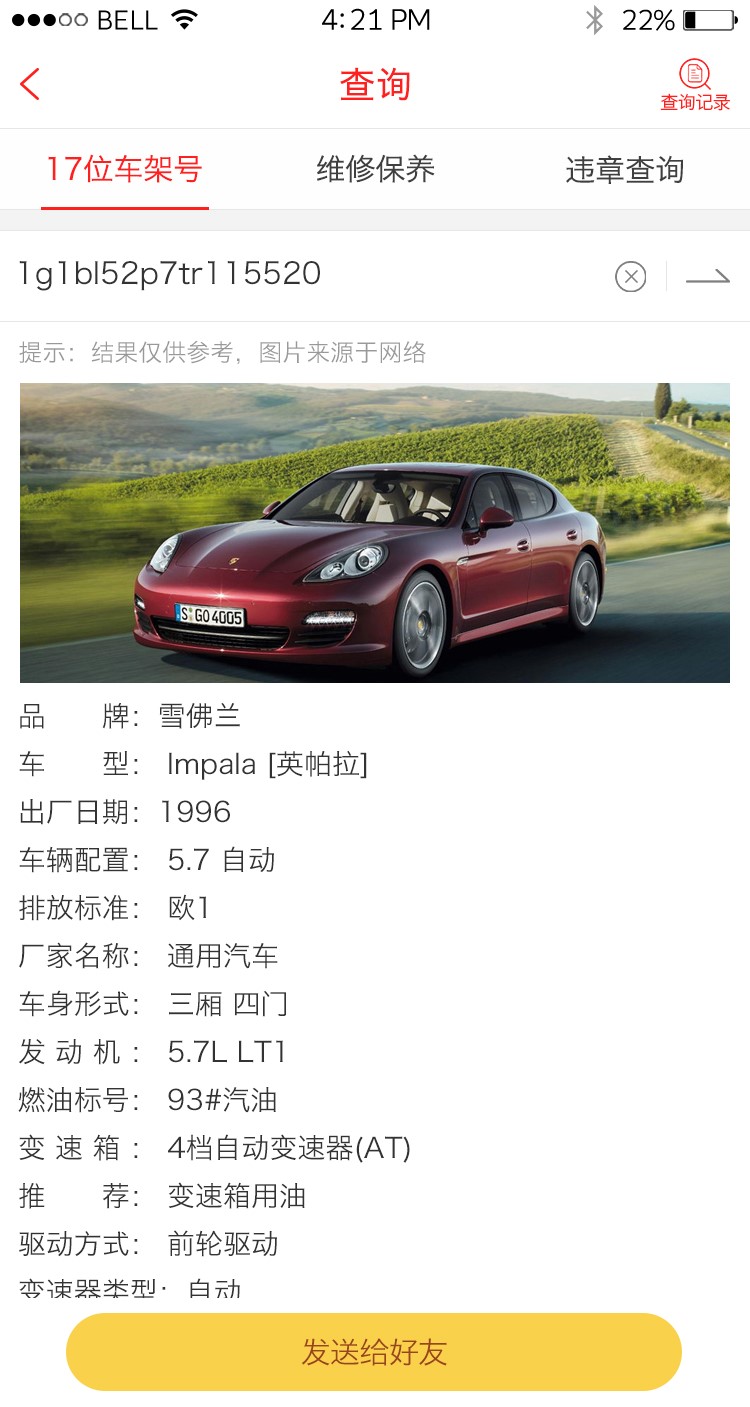 BELL 4:21 PM 22%
查询
查询记录
17位车架号 维修保养 违章查询
1g1bl52p7tr115520
提示：结果仅供参考，图片来源于网络
S GO 4005
品 牌：雪佛兰
车 型： Impala [英帕拉]
出厂日期：1996
车辆配置： 5.7 自动
排放标准： 欧1
厂家名称： 通用汽车
车身形式： 三厢 四门
发 动 机 ： 5.7L LT1
燃油标号： 93#汽油
变 速 箱 ： 4档自动变速器(AT)
推 荐： 变速箱用油
驱动方式： 前轮驱动
变速器类型： 自动
发送给好友